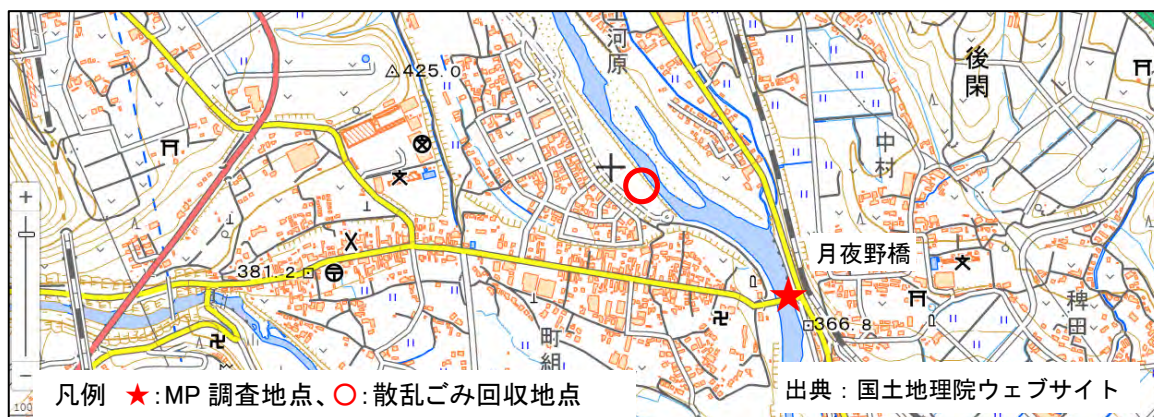 河原
425.0
後閑
中村
月夜野橋
381.2
366.8
稗田
町組
100
凡例 ★:MP 調査地点、○:散乱ごみ回収地点
出典:国土地理院ウェブサイト